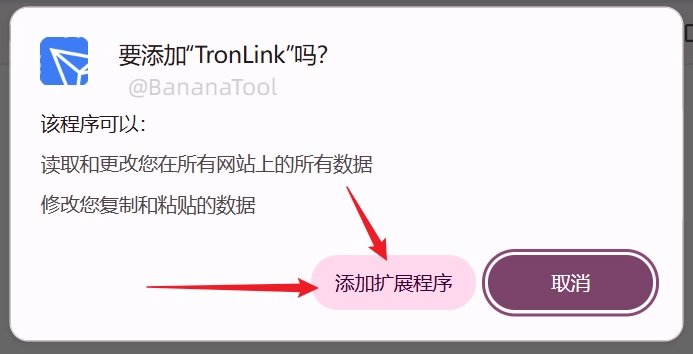 要添加“TronLink”吗?
@BananaTool
该程序可以：
读取和更改您在所有网站上的所有数据
修改您复制和粘贴的数据
添加扩展程序
取消